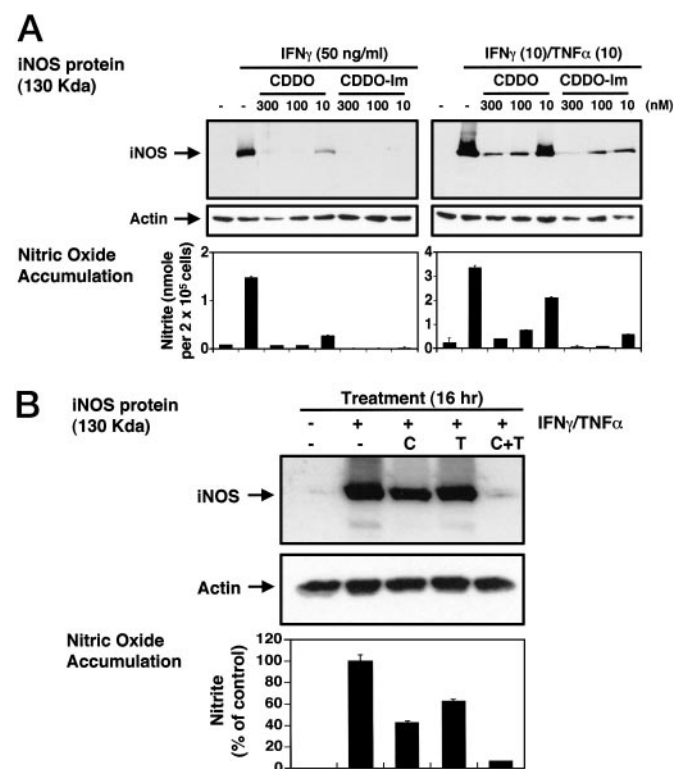 A
iNOS protein
(130 Kda)
IFNγ (50 ng/ml)
IFNγ (10)/TNFα (10)
CDDO CDDO-Im CDDO CDDO-Im
- - 300 100 10 300 100 10 - - 300 100 10 300 100 10 (nM)
iNOS
Actin
Nitric Oxide
Accumulation
Nitrite (nmole
per 2 x 10⁵ cells)
2
1
0
4
3
2
1
0
B
iNOS protein
(130 Kda)
Treatment (16 hr)
- + + + + IFNγ/TNFα
- - C T C+T
iNOS
Actin
Nitric Oxide
Accumulation
Nitrite
(% of control)
120
100
80
60
40
20
0